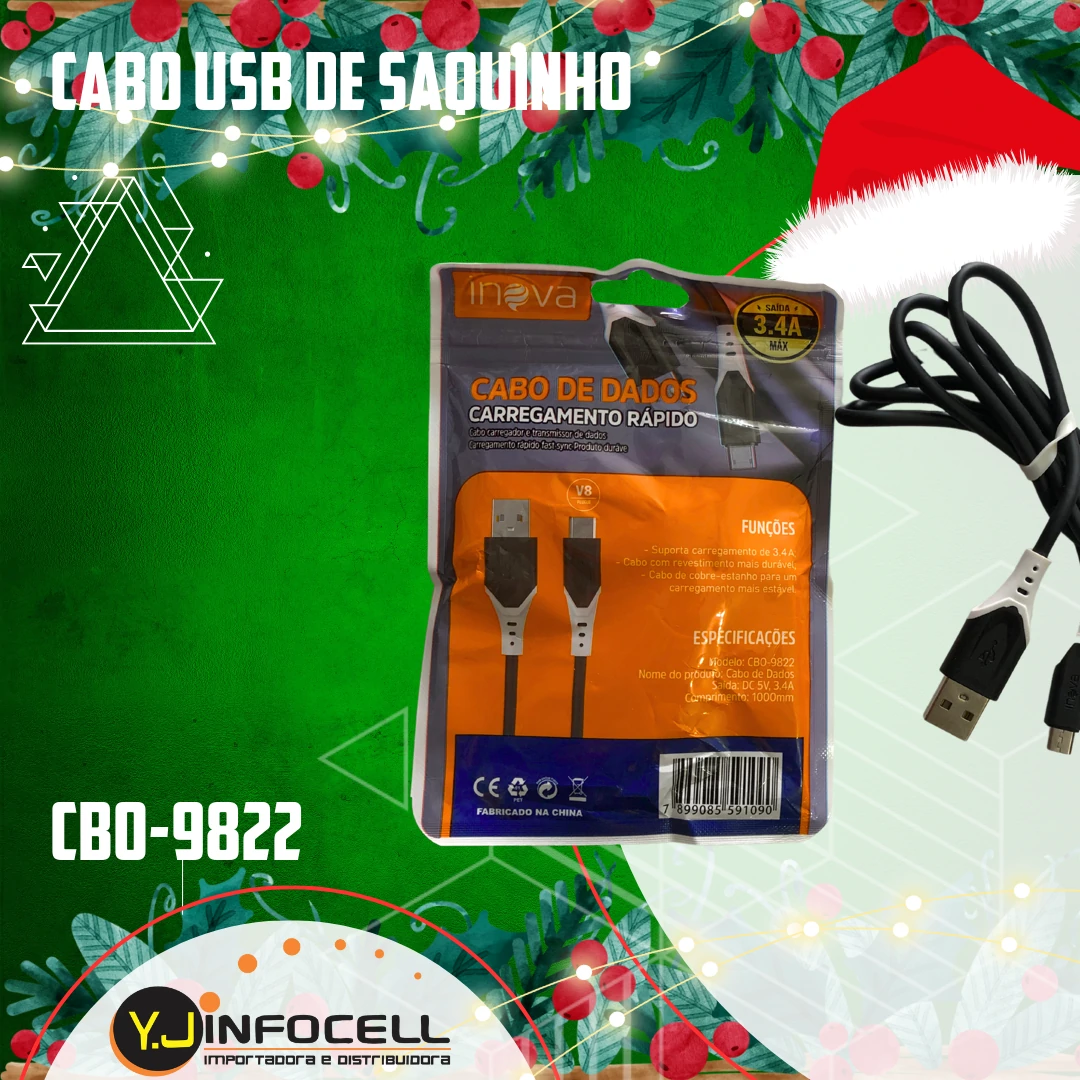 CABO USB DE SAQUINHO
inova
SAÍDA
3.4A
MÁX
CABO DE DADOS
CARREGAMENTO RÁPIDO
Cabo carregador e transmissor de dados
Carregamento rápido fast sync Produto durável
V8
FUNÇÕES
- Suporta carregamento de 3.4A;
- Cabo com revestimento mais durável;
- Cabo de cobre-estanho para um
carregamento mais estável.
ESPECIFICAÇÕES
Modelo: CBO-9822
Nome do produto: Cabo de Dados
Saída: DC 5V, 3.4A
Comprimento: 1000mm
CE
PET
FABRICADO NA CHINA
7 899085 591090
inova
CBO-9822
Y.J INFOCELL
IMPORTADORA E DISTRIBUIDORA